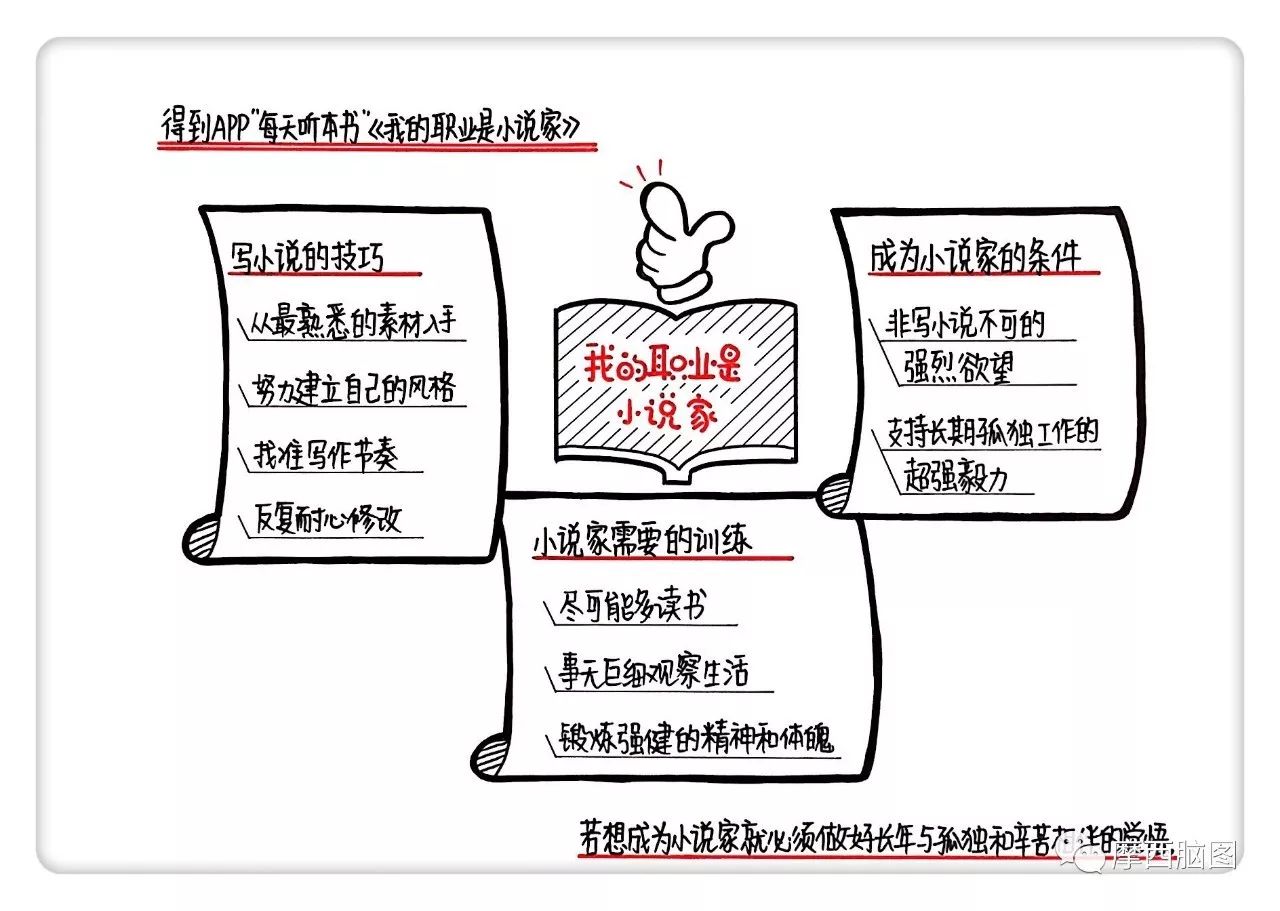 得到APP"每天听本书"《我的职业是小说家》
写小说的技巧
从最熟悉的素材入手
努力建立自己的风格
找准写作节奏
反复耐心修改
我的职业是
小说家
成为小说家的条件
非写小说不可的
强烈欲望
支持长期孤独工作的
超强毅力
小说家需要的训练
尽可能多读书
事无巨细观察生活
锻炼强健的精神和体魄
若想成为小说家就必须做好长年与孤独和辛苦相伴的觉悟
摩西脑图